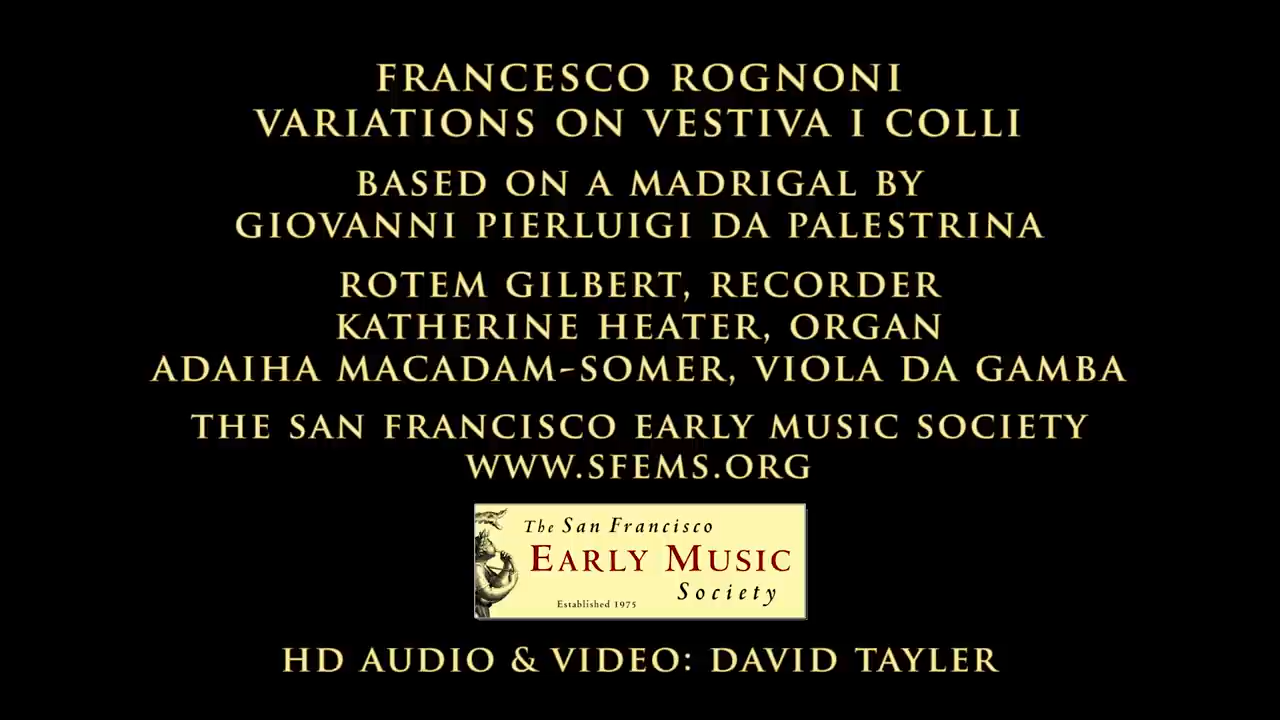 FRANCESCO ROGNONI
VARIATIONS ON VESTIVA I COLLI
BASED ON A MADRIGAL BY
GIOVANNI PIERLUIGI DA PALESTRINA
ROTEM GILBERT, RECORDER
KATHERINE HEATER, ORGAN
ADAIHA MACADAM-SOMER, VIOLA DA GAMBA
THE SAN FRANCISCO EARLY MUSIC SOCIETY
WWW.SFEMS.ORG
The San Francisco
EARLY MUSIC
Society
Established 1975
HD AUDIO & VIDEO: DAVID TAYLER